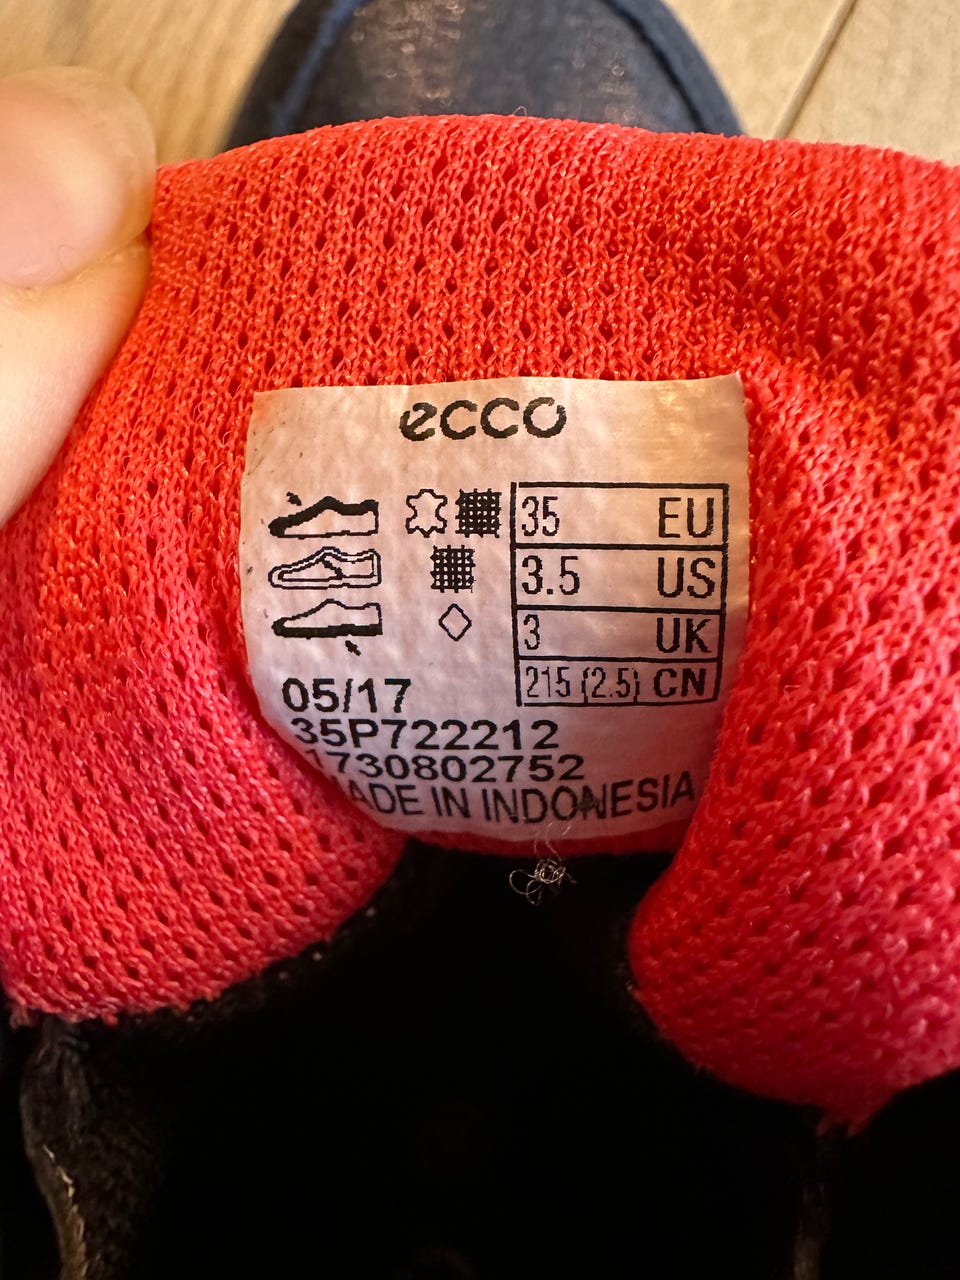 ecco
35 EU
3.5 US
3 UK
215 (2.5) CN
05/17
35P722212
1730802752
MADE IN INDONESIA